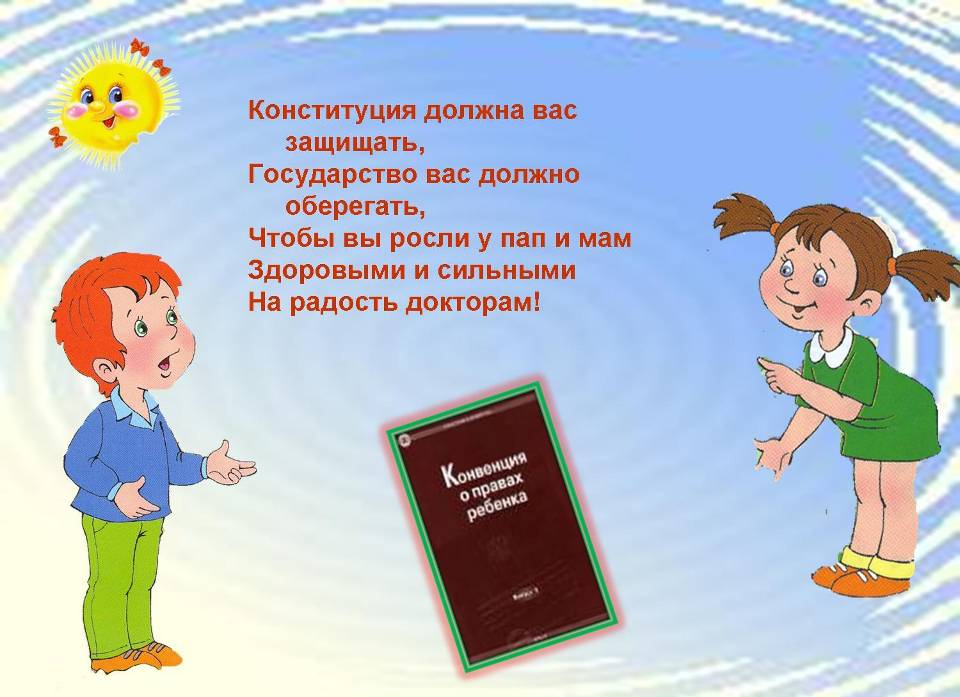 Конституция должна вас
защищать,
Государство вас должно
оберегать,
Чтобы вы росли у пап и мам
Здоровыми и сильными
На радость докторам!
Конвенция
о правах
ребенка